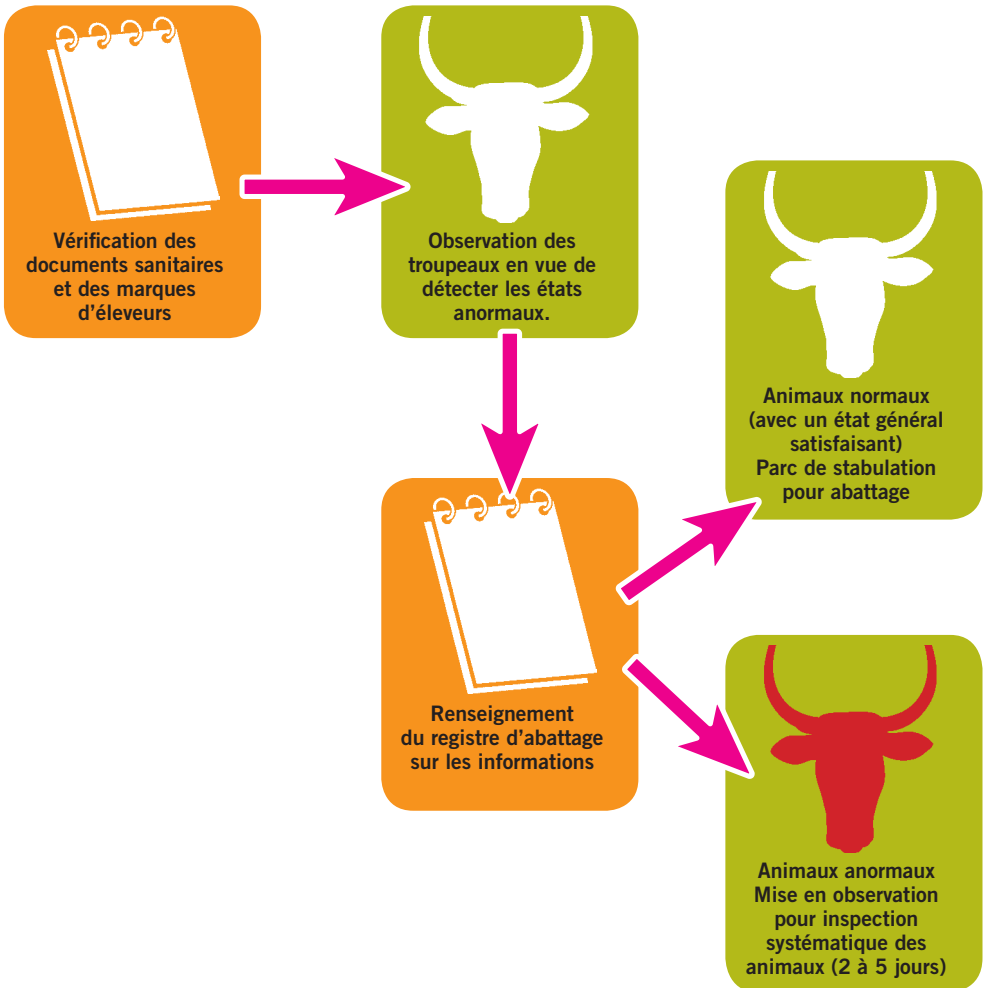 Vérification des
documents sanitaires
et des marques
d'éleveurs
Observation des
troupeaux en vue de
détecter les états
anormaux.
Renseignement
du registre d'abattage
sur les informations
Animaux normaux
(avec un état général
satisfaisant)
Parc de stabulation
pour abattage
Animaux anormaux
Mise en observation
pour inspection
systématique des
animaux (2 à 5 jours)